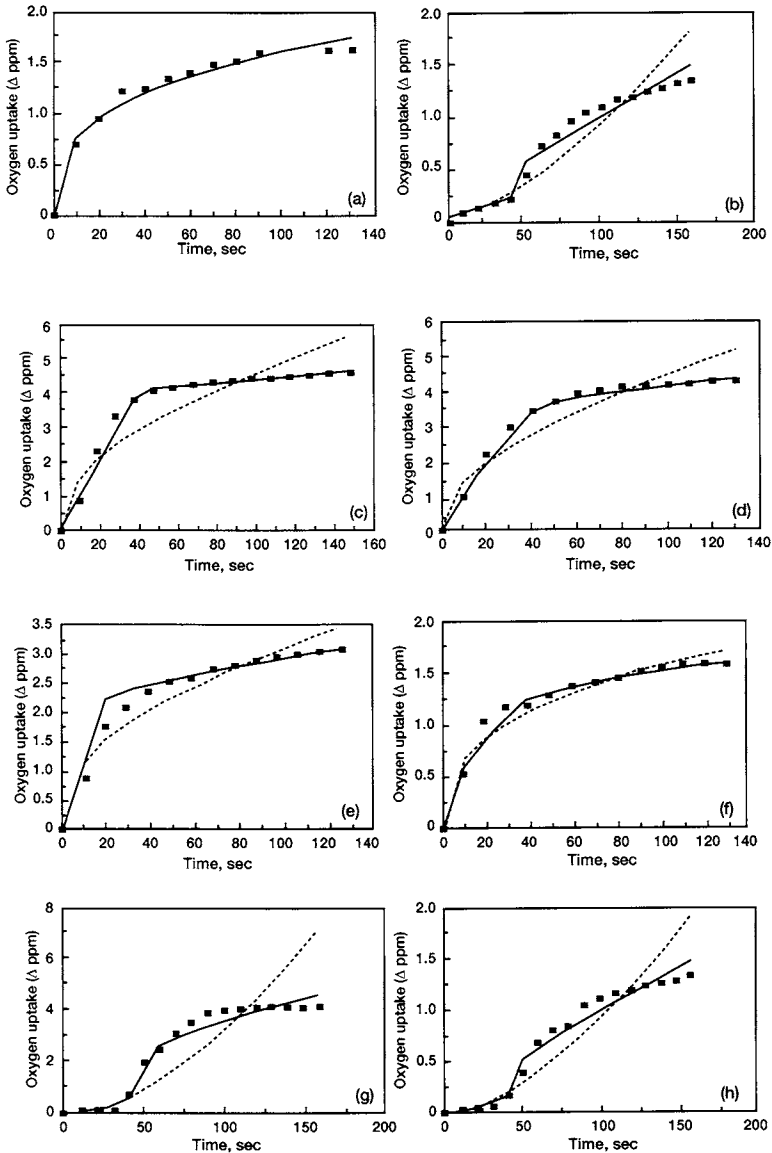 Oxygen uptake (Δ ppm)
2.0
1.5
1.0
0.5
0
0 20 40 60 80 100 120 140
Time, sec
(a)
Oxygen uptake (Δ ppm)
2.0
1.5
1.0
0.5
0
0 50 100 150 200
Time, sec
(b)
Oxygen uptake (Δ ppm)
6
5
4
3
2
1
0
0 20 40 60 80 100 120 140 160
Time, sec
(c)
Oxygen uptake (Δ ppm)
6
5
4
3
2
1
0
0 20 40 60 80 100 120 140
Time, sec
(d)
Oxygen uptake (Δ ppm)
3.5
3.0
2.5
2.0
1.5
1.0
0.5
0
0 20 40 60 80 100 120 140
Time, sec
(e)
Oxygen uptake (Δ ppm)
2.0
1.5
1.0
0.5
0
0 20 40 60 80 100 120 140
Time, sec
(f)
Oxygen uptake (Δ ppm)
8
6
4
2
0
0 50 100 150 200
Time, sec
(g)
Oxygen uptake (Δ ppm)
2.0
1.5
1.0
0.5
0
0 50 100 150 200
Time, sec
(h)